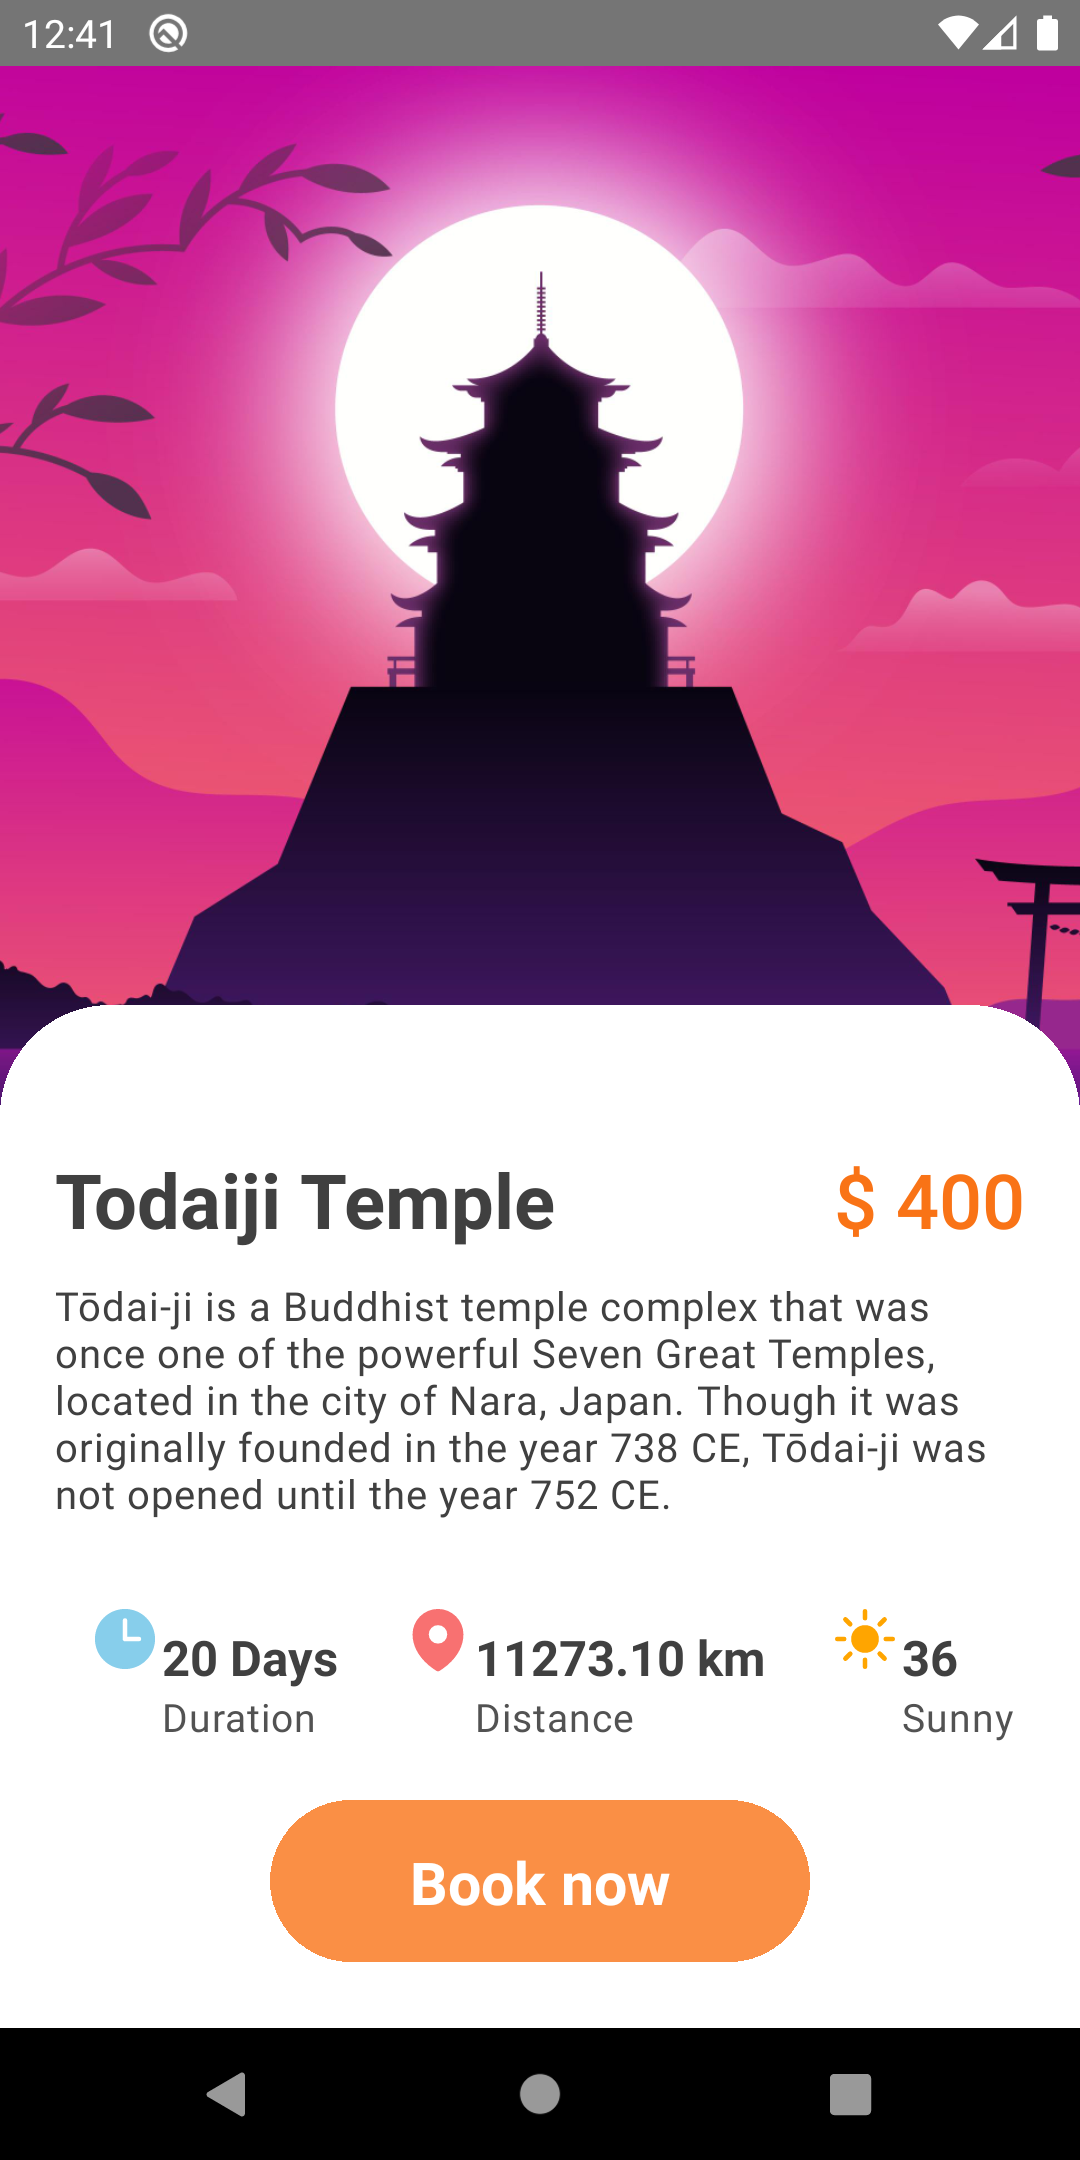 12:41
Todaiji Temple
$ 400
Tōdai-ji is a Buddhist temple complex that was
once one of the powerful Seven Great Temples,
located in the city of Nara, Japan. Though it was
originally founded in the year 738 CE, Tōdai-ji was
not opened until the year 752 CE.
20 Days
Duration
11273.10 km
Distance
36
Sunny
Book now